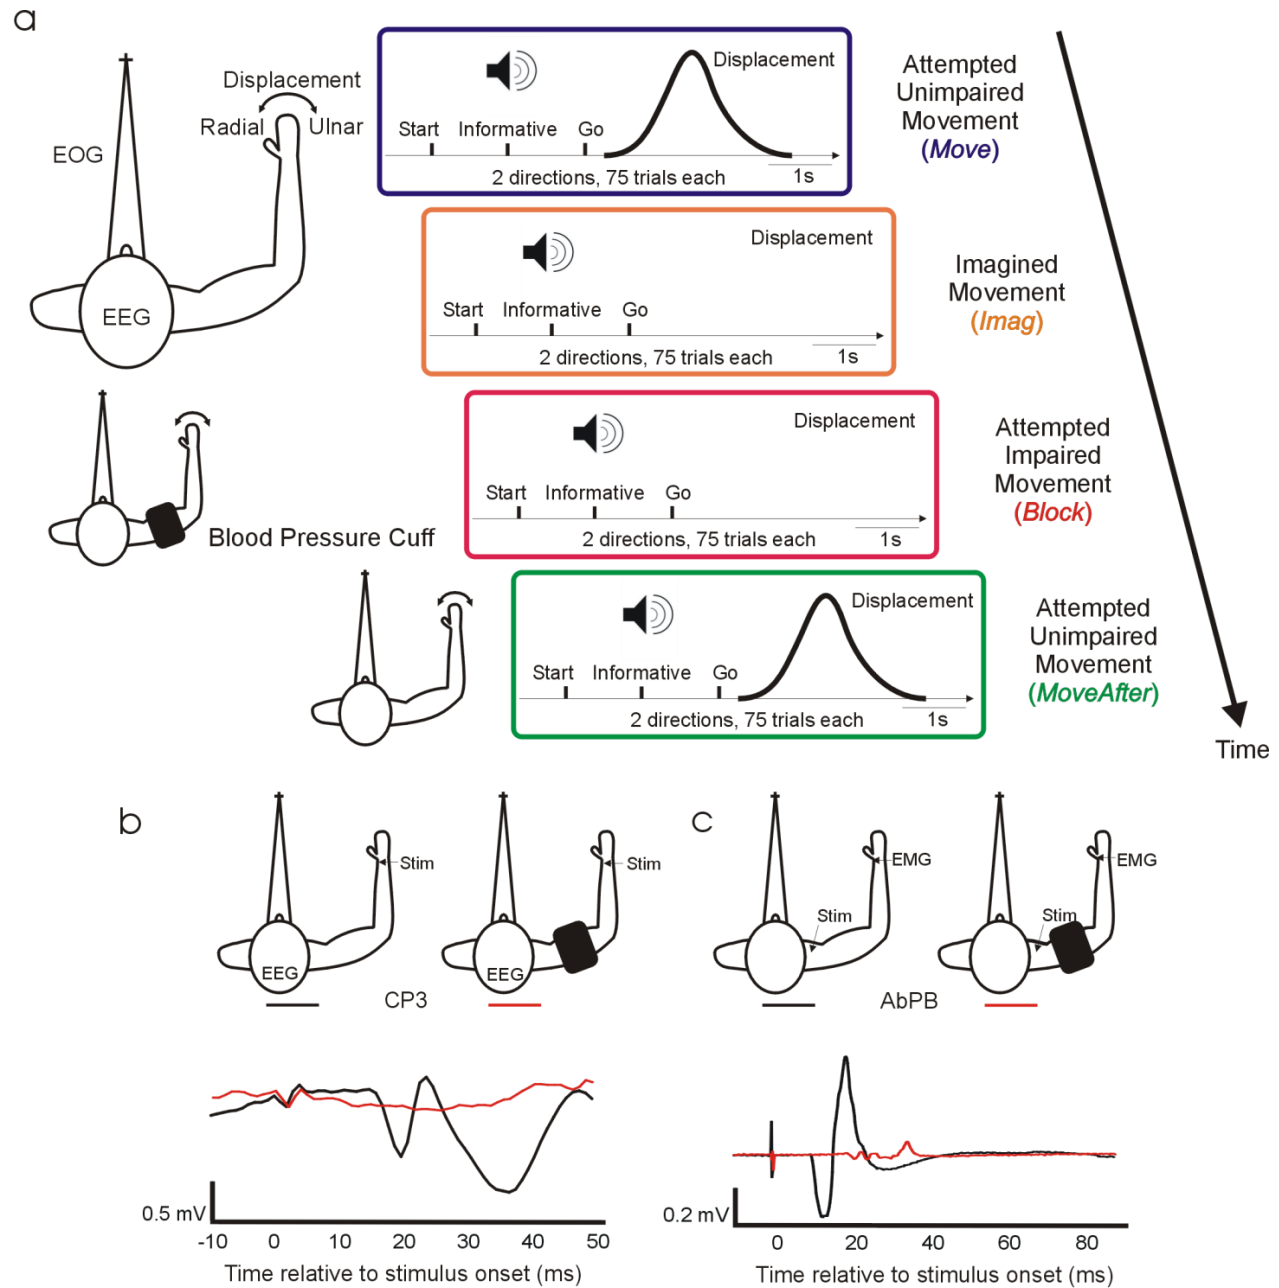 a
Displacement
Radial
Ulnar
EOG
EEG
Displacement
Start
Informative
Go
2 directions, 75 trials each
1s
Attempted
Unimpaired
Movement
(Move)
Displacement
Start
Informative
Go
2 directions, 75 trials each
1s
Imagined
Movement
(Imag)
Blood Pressure Cuff
Displacement
Start
Informative
Go
2 directions, 75 trials each
1s
Attempted
Impaired
Movement
(Block)
Displacement
Start
Informative
Go
2 directions, 75 trials each
1s
Attempted
Unimpaired
Movement
(MoveAfter)
Time
b
Stim
EEG
Stim
EEG
CP3
0.5 mV
-10 0 10 20 30 40 50
Time relative to stimulus onset (ms)
c
EMG
Stim
EMG
Stim
AbPB
0.2 mV
0 20 40 60 80
Time relative to stimulus onset (ms)